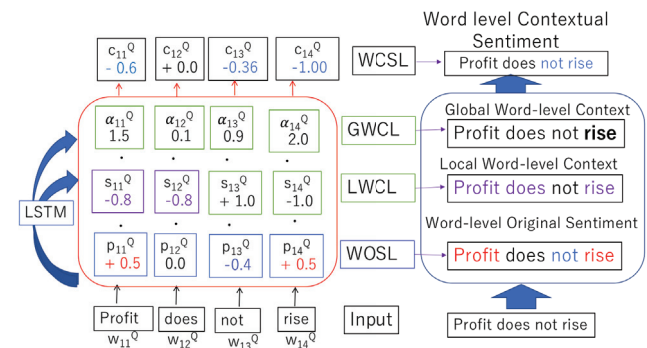 Word level Contextual
Sentiment
c11Q c12Q c13Q c14Q
- 0.6 + 0.0 -0.36 -1.00
WCSL
Profit does not rise
Global Word-level Context
α11Q α12Q α13Q α14Q
1.5 0.1 0.9 2.0
GWCL
Profit does not rise
Local Word-level Context
s11Q s12Q s13Q s14Q
-0.8 -0.8 + 1.0 -1.0
LWCL
Profit does not rise
LSTM
Word-level Original Sentiment
p11Q p12Q p13Q p14Q
+ 0.5 0.0 -0.4 + 0.5
WOSL
Profit does not rise
Profit does not rise
Input
Profit does not rise
w11Q w12Q w13Q w14Q